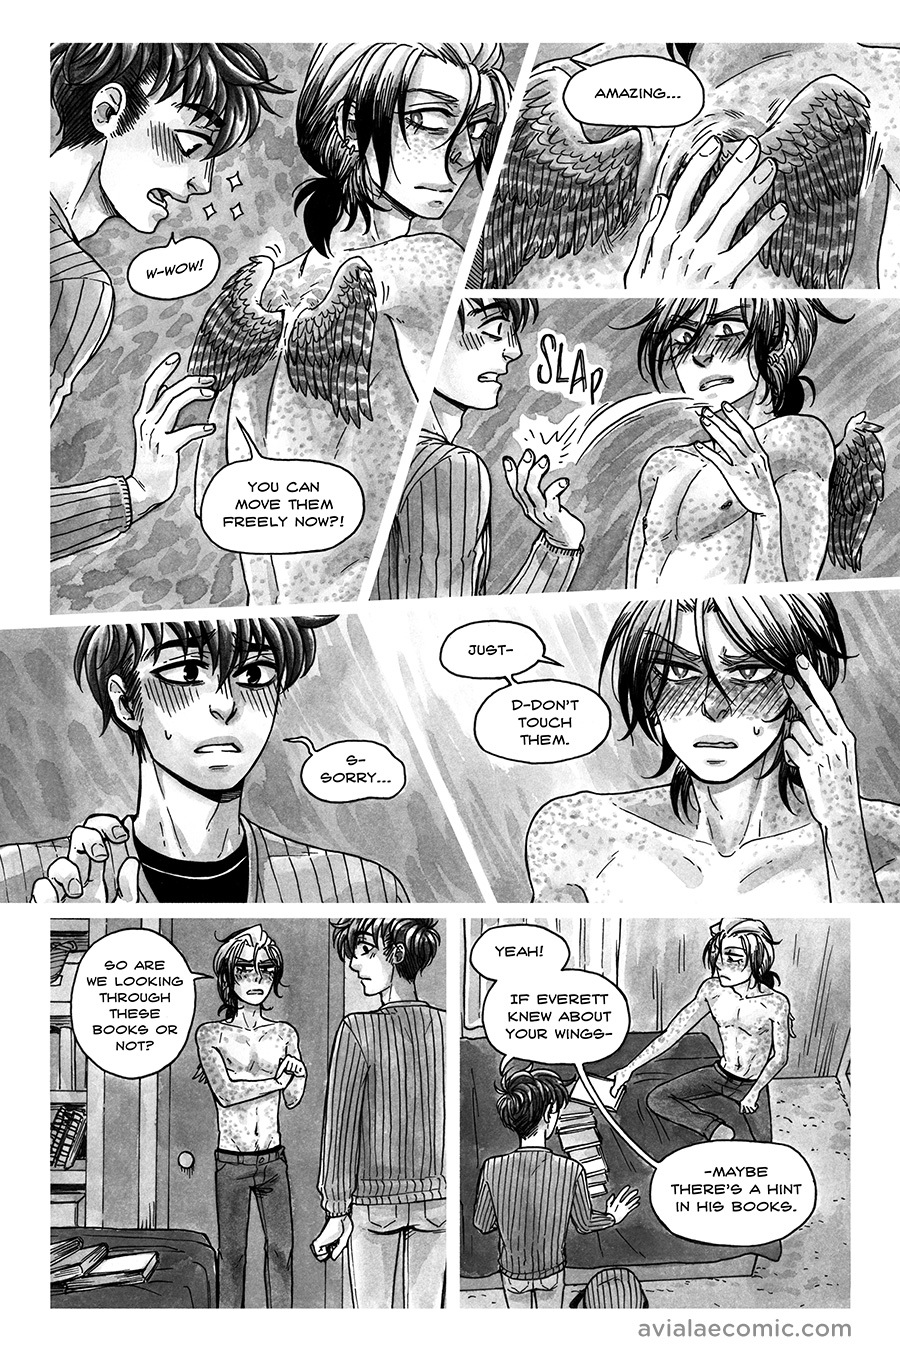 W-WOW!
YOU CAN
MOVE THEM
FREELY NOW?!
AMAZING...
SLAP
S-
SORRY...
JUST-
D-DON'T
TOUCH
THEM.
SO ARE
WE LOOKING
THROUGH
THESE
BOOKS OR
NOT?
YEAH!
IF EVERETT
KNEW ABOUT
YOUR WINGS-
-MAYBE
THERE'S A HINT
IN HIS BOOKS.
avialaecomic.com